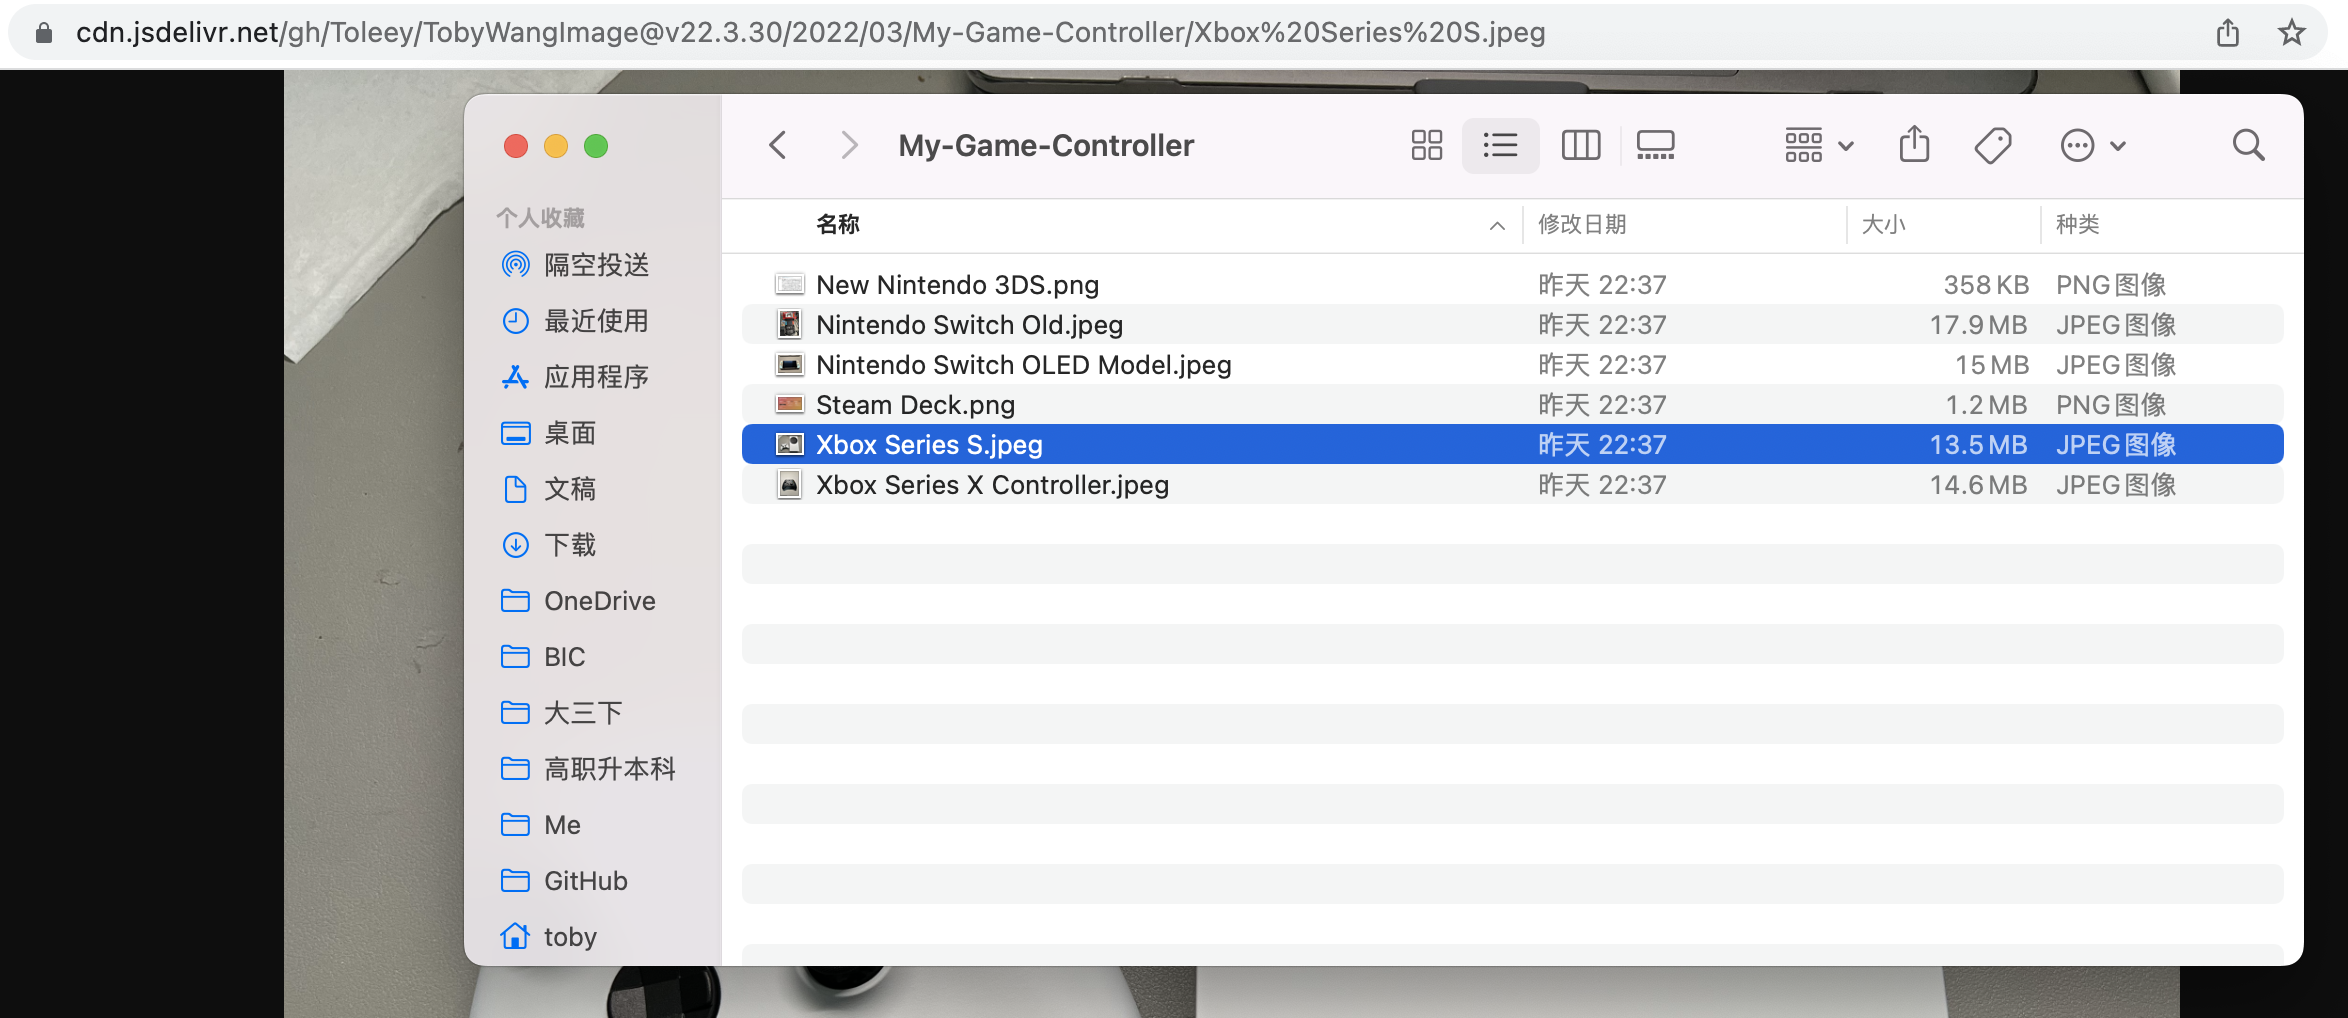 cdn.jsdelivr.net/gh/Toleey/TobyWangImage@v22.3.30/2022/03/My-Game-Controller/Xbox%20Series%20S.jpeg
My-Game-Controller
个人收藏
隔空投送
最近使用
应用程序
桌面
文稿
下载
OneDrive
BIC
大三下
高职升本科
Me
GitHub
toby
名称 修改日期 大小 种类
New Nintendo 3DS.png 昨天 22:37 358 KB PNG图像
Nintendo Switch Old.jpeg 昨天 22:37 17.9 MB JPEG图像
Nintendo Switch OLED Model.jpeg 昨天 22:37 15 MB JPEG图像
Steam Deck.png 昨天 22:37 1.2 MB PNG图像
Xbox Series S.jpeg 昨天 22:37 13.5 MB JPEG图像
Xbox Series X Controller.jpeg 昨天 22:37 14.6 MB JPEG图像